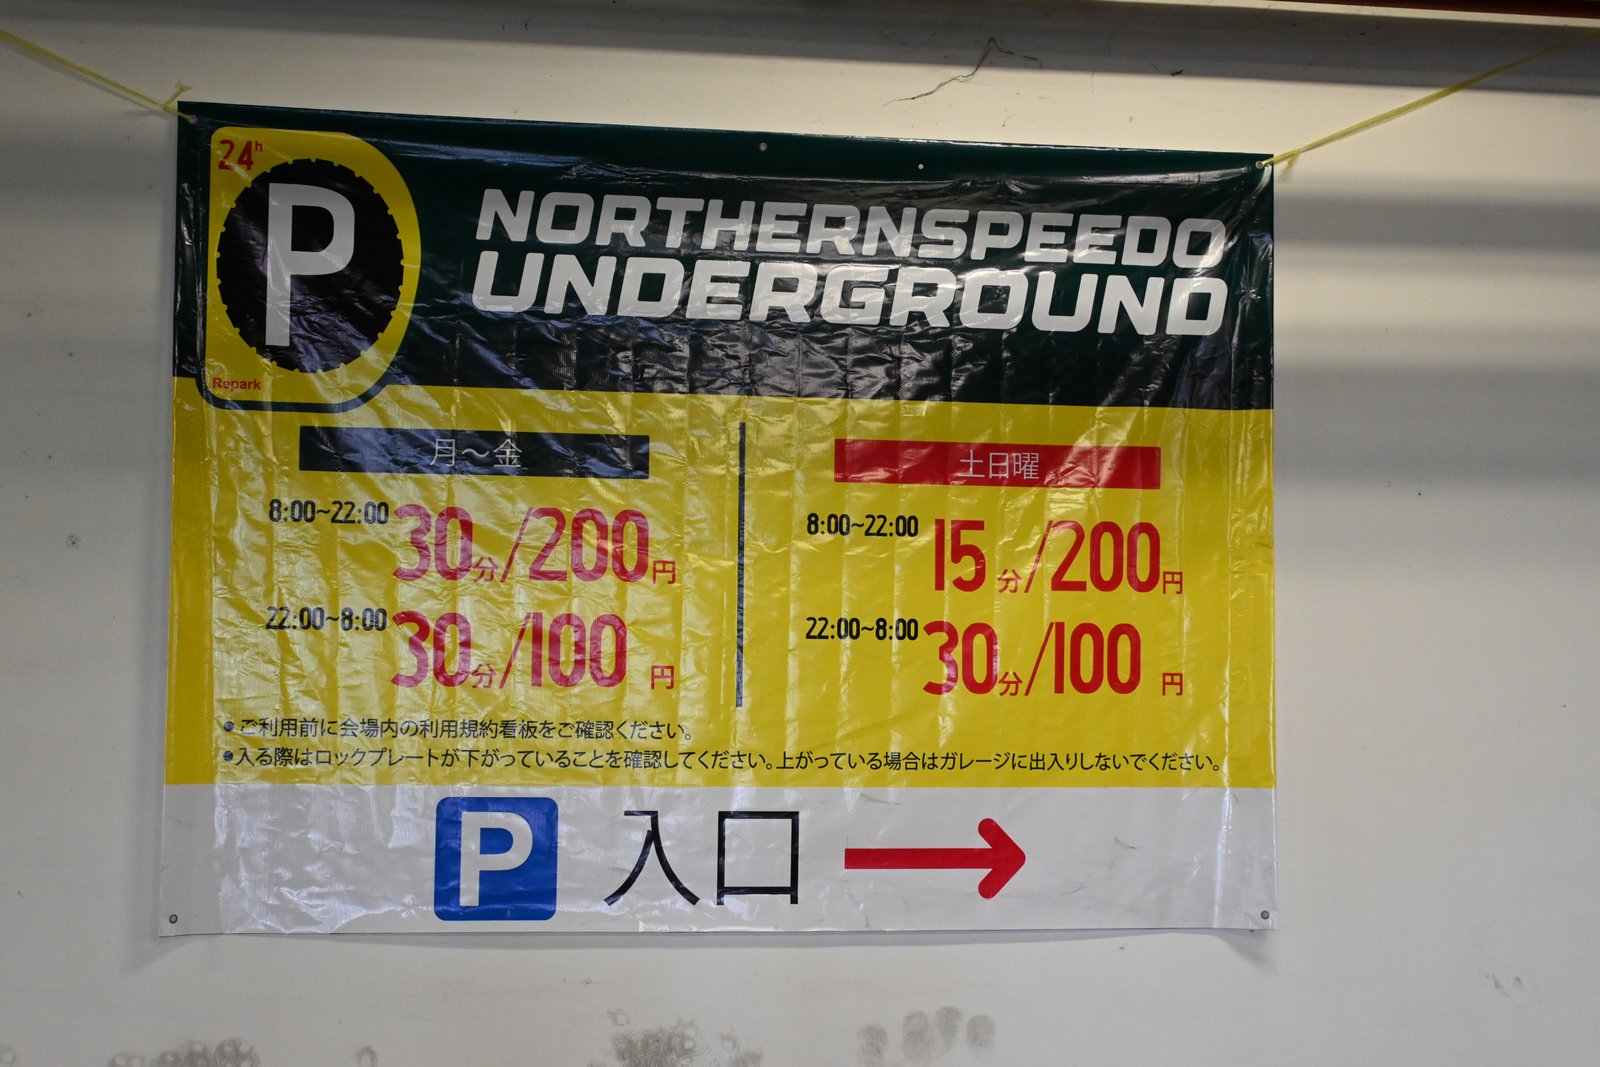 24h
P
Repark
NORTHERNSPEEDO
UNDERGROUND
月〜金
8:00~22:00 30分/200円
22:00~8:00 30分/100円
土日曜
8:00~22:00 15分/200円
22:00~8:00 30分/100円
●ご利用前に会場内の利用規約看板をご確認ください。
●入る際はロックプレートが下がっていることを確認してください。上がっている場合はガレージに出入りしないでください。
P 入口 →